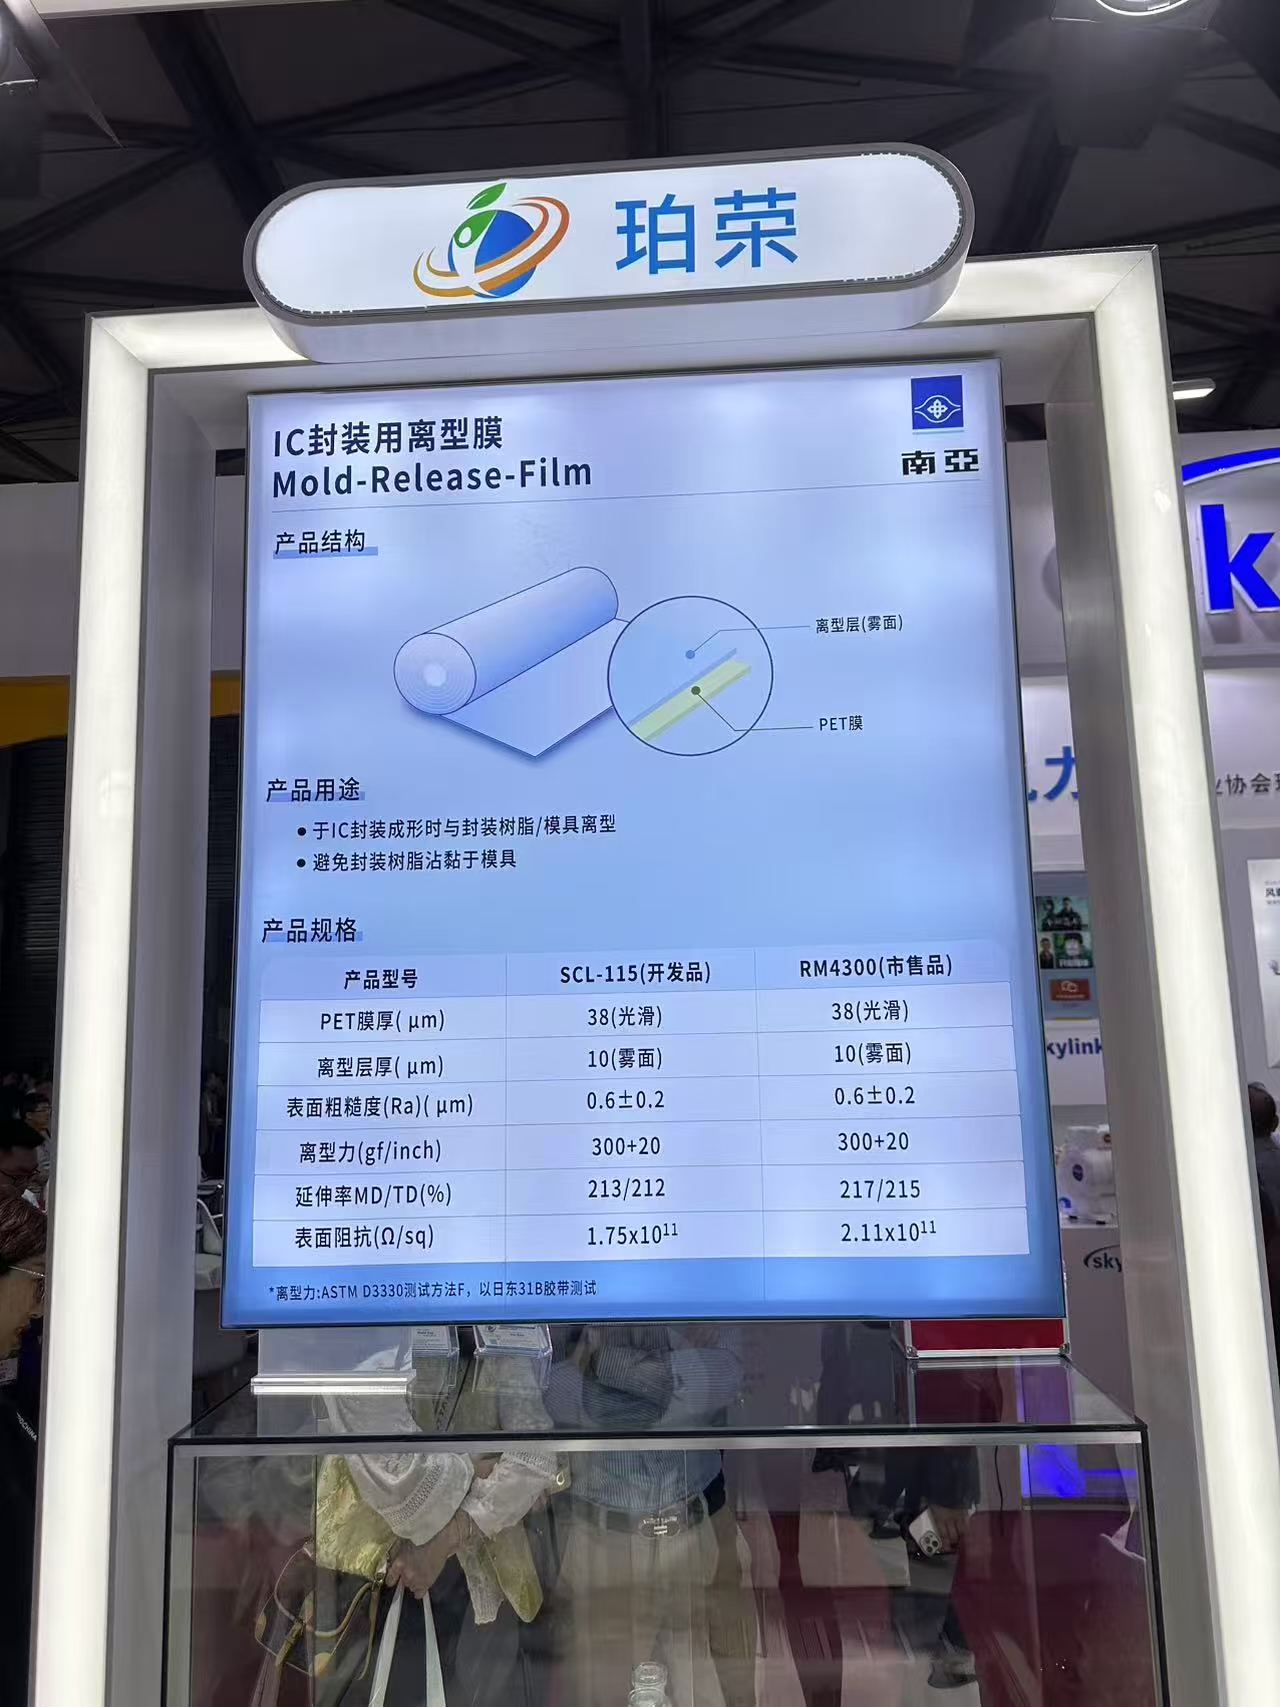 珀荣
IC封装用离型膜
Mold-Release-Film
南亞
产品结构
离型层(雾面)
PET膜
产品用途
● 于IC封装成形时与封装树脂/模具离型
● 避免封装树脂沾黏于模具
产品规格
产品型号 SCL-115(开发品) RM4300(市售品)
PET膜厚( μm) 38(光滑) 38(光滑)
离型层厚( μm) 10(雾面) 10(雾面)
表面粗糙度(Ra)( μm) 0.6±0.2 0.6±0.2
离型力(gf/inch) 300+20 300+20
延伸率MD/TD(%) 213/212 217/215
表面阻抗(Ω/sq) 1.75x10¹¹ 2.11x10¹¹
*离型力:ASTM D3330测试方法F，以日东31B胶带测试
k
力
业协会
kylink
sky